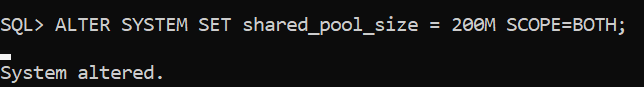 SQL> ALTER SYSTEM SET shared_pool_size = 200M SCOPE=BOTH;
System altered.